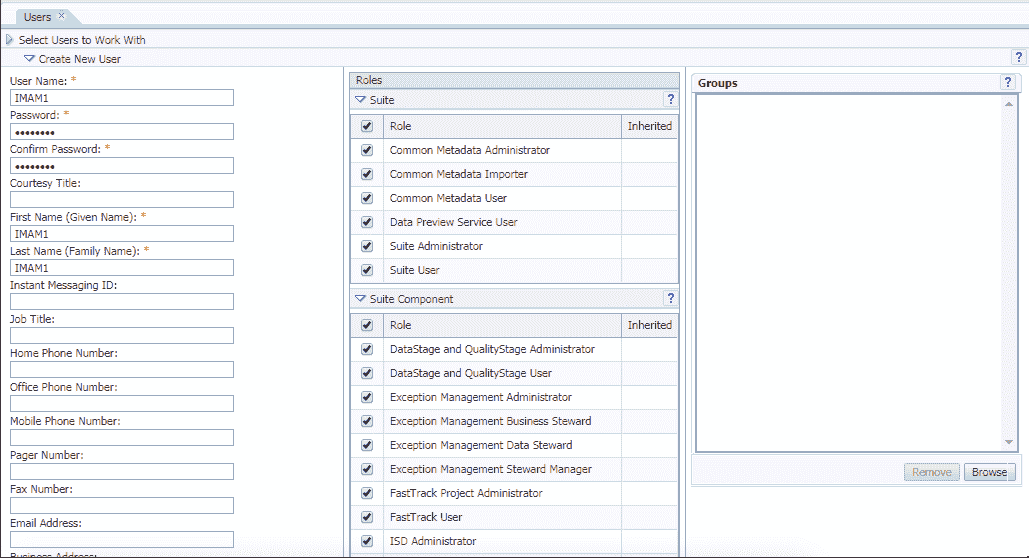 Users
Select Users to Work With
Create New User
?
User Name: *
IMAM1
Password: *
••••••••
Confirm Password: *
••••••••
Courtesy Title:
First Name (Given Name): *
IMAM1
Last Name (Family Name): *
IMAM1
Instant Messaging ID:
Job Title:
Home Phone Number:
Office Phone Number:
Mobile Phone Number:
Pager Number:
Fax Number:
Email Address:
Business Address:
Roles
Suite
?
Role Inherited
Common Metadata Administrator
Common Metadata Importer
Common Metadata User
Data Preview Service User
Suite Administrator
Suite User
Suite Component
?
Role Inherited
DataStage and QualityStage Administrator
DataStage and QualityStage User
Exception Management Administrator
Exception Management Business Steward
Exception Management Data Steward
Exception Management Steward Manager
FastTrack Project Administrator
FastTrack User
ISD Administrator
Groups
?
Remove Browse